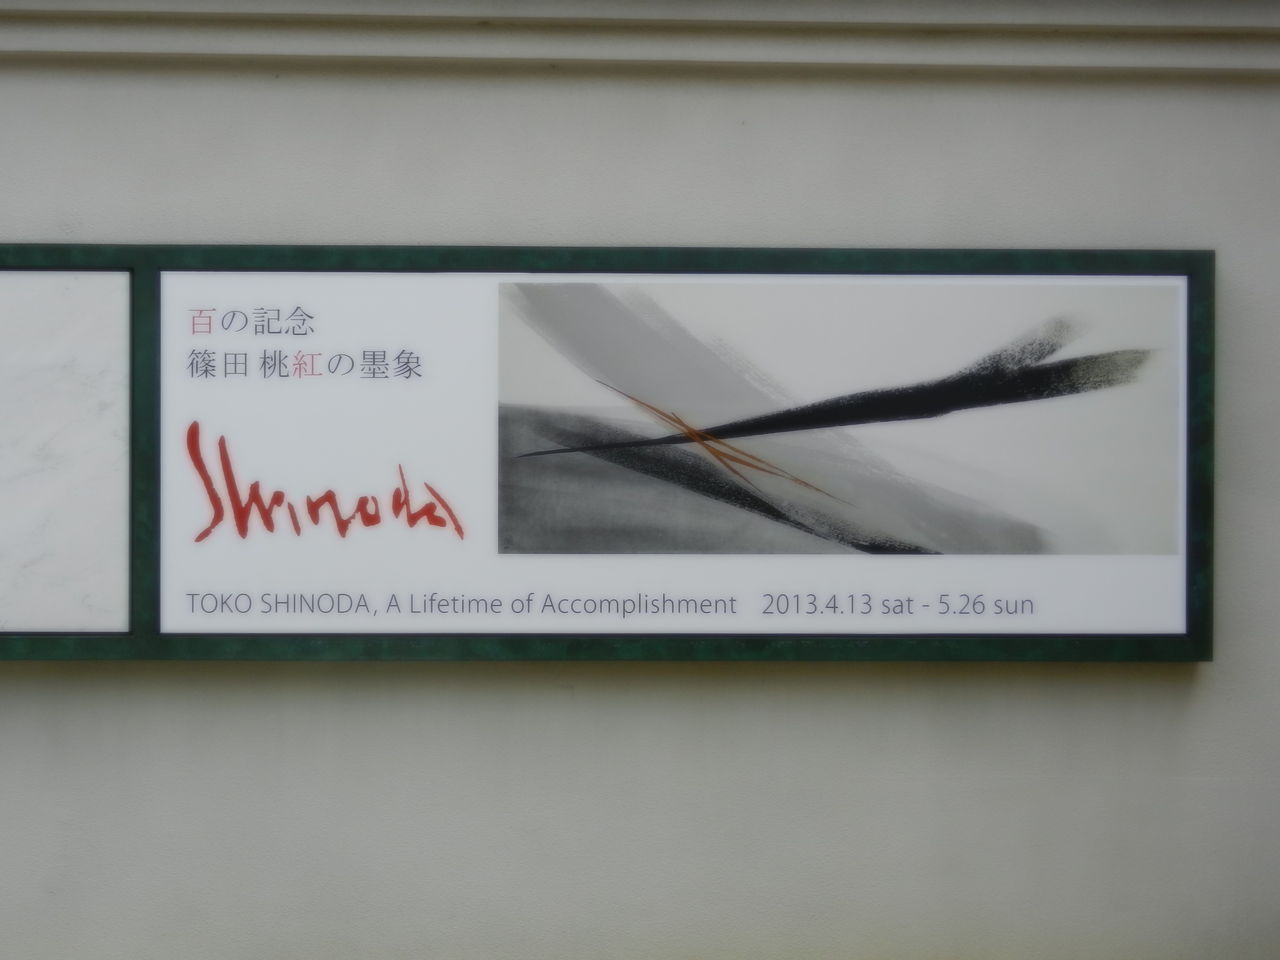 百の記念
篠田 桃紅の墨象
Shinoda
TOKO SHINODA, A Lifetime of Accomplishment 2013.4.13 sat - 5.26 sun